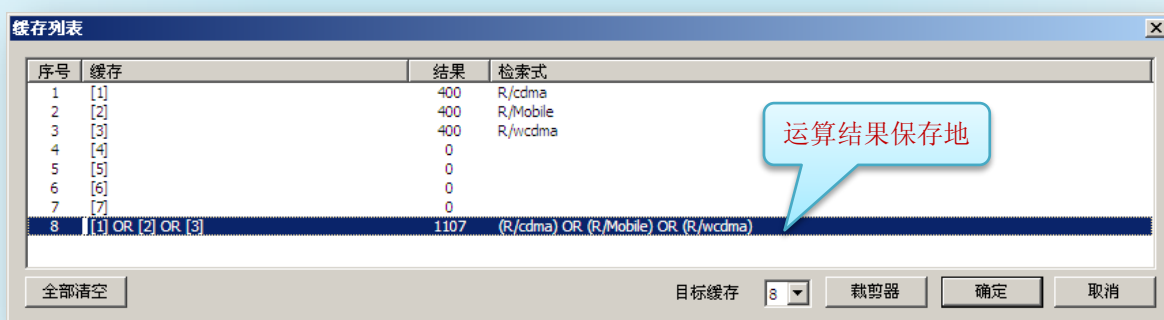 缓存列表
序号 缓存 结果 检索式
1 [1] 400 R/cdma
2 [2] 400 R/Mobile
3 [3] 400 R/wcdma
4 [4] 0
5 [5] 0
6 [6] 0
7 [7] 0
8 [1] OR [2] OR [3] 1107 (R/cdma) OR (R/Mobile) OR (R/wcdma)
运算结果保存地
全部清空 目标缓存 8 裁剪器 确定 取消